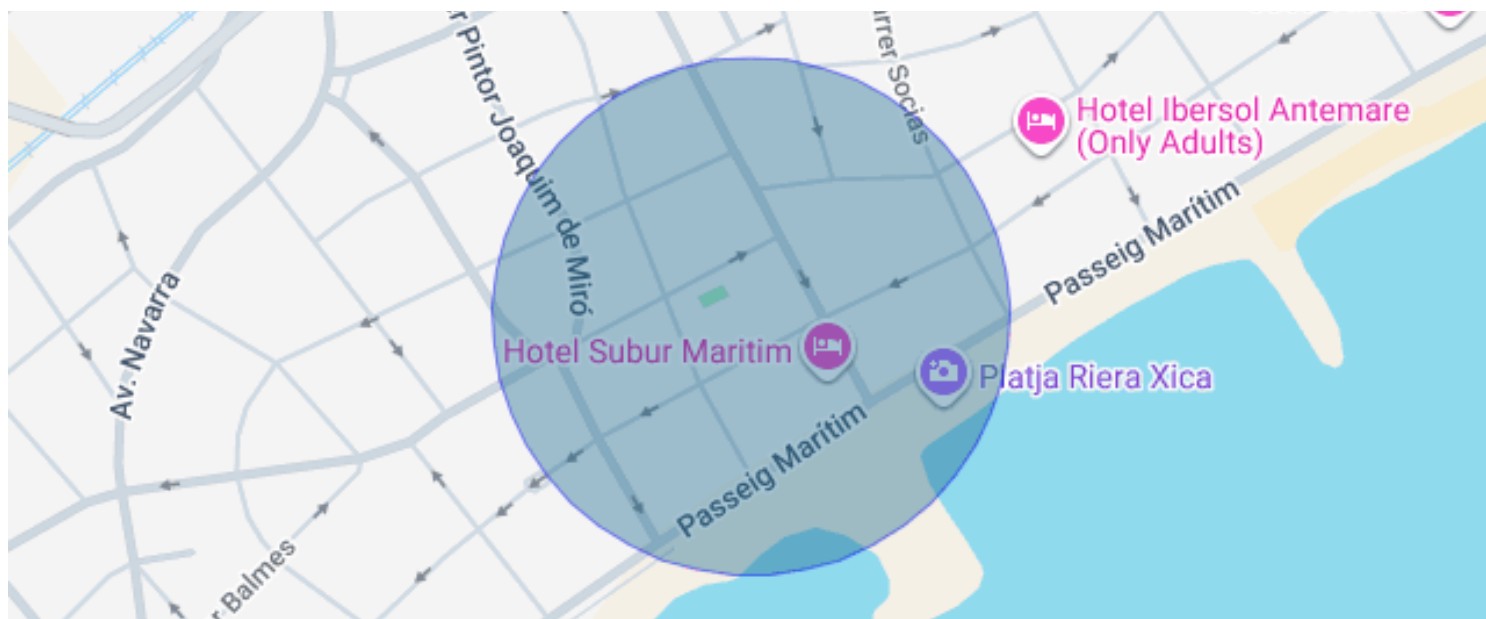 Pintor Joaquim de Miró
rrer Socias
Hotel Ibersol Antemare
(Only Adults)
Passeig Marítim
Av. Navarra
Hotel Subur Maritim
Platja Riera Xica
Passeig Marítim
r Balmes